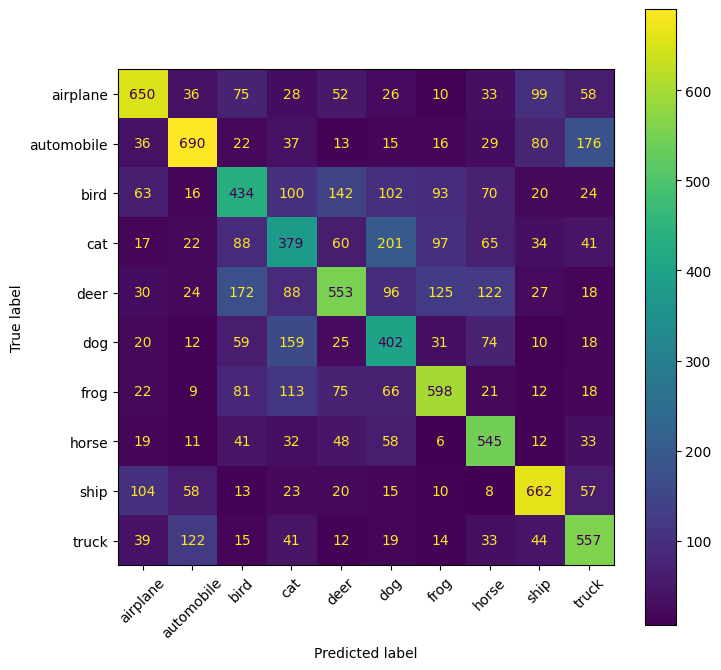 airplane 650 36 75 28 52 26 10 33 99 58
automobile 36 690 22 37 13 15 16 29 80 176
bird 63 16 434 100 142 102 93 70 20 24
cat 17 22 88 379 60 201 97 65 34 41
deer 30 24 172 88 553 96 125 122 27 18
dog 20 12 59 159 25 402 31 74 10 18
frog 22 9 81 113 75 66 598 21 12 18
horse 19 11 41 32 48 58 6 545 12 33
ship 104 58 13 23 20 15 10 8 662 57
truck 39 122 15 41 12 19 14 33 44 557
airplane automobile bird cat deer dog frog horse ship truck
Predicted label
True label
600
500
400
300
200
100